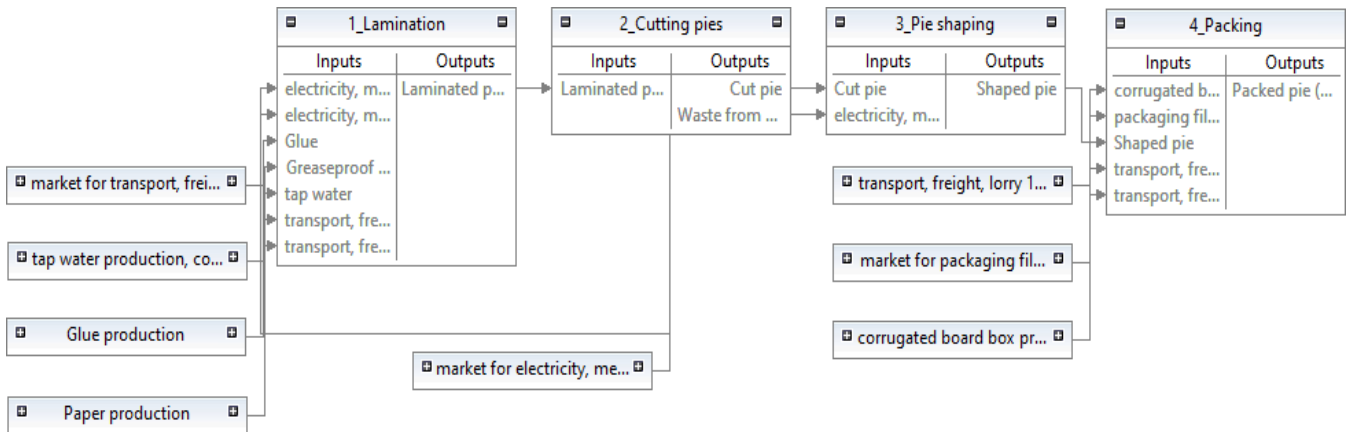 1_Lamination
Inputs Outputs
electricity, m... Laminated p...
electricity, m...
Glue
Greaseproof ...
tap water
transport, fre...
transport, fre...
2_Cutting pies
Inputs Outputs
Laminated p... Cut pie
Waste from ...
3_Pie shaping
Inputs Outputs
Cut pie Shaped pie
electricity, m...
4_Packing
Inputs Outputs
corrugated b... Packed pie (...
packaging fil...
Shaped pie
transport, fre...
transport, fre...
market for transport, frei...
tap water production, co...
Glue production
Paper production
market for electricity, me...
transport, freight, lorry 1...
market for packaging fil...
corrugated board box pr...